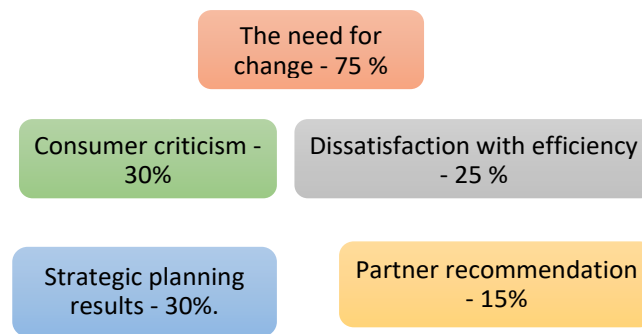 The need for
change - 75 %
Consumer criticism -
30%
Dissatisfaction with efficiency
- 25 %
Strategic planning
results - 30%.
Partner recommendation
- 15%